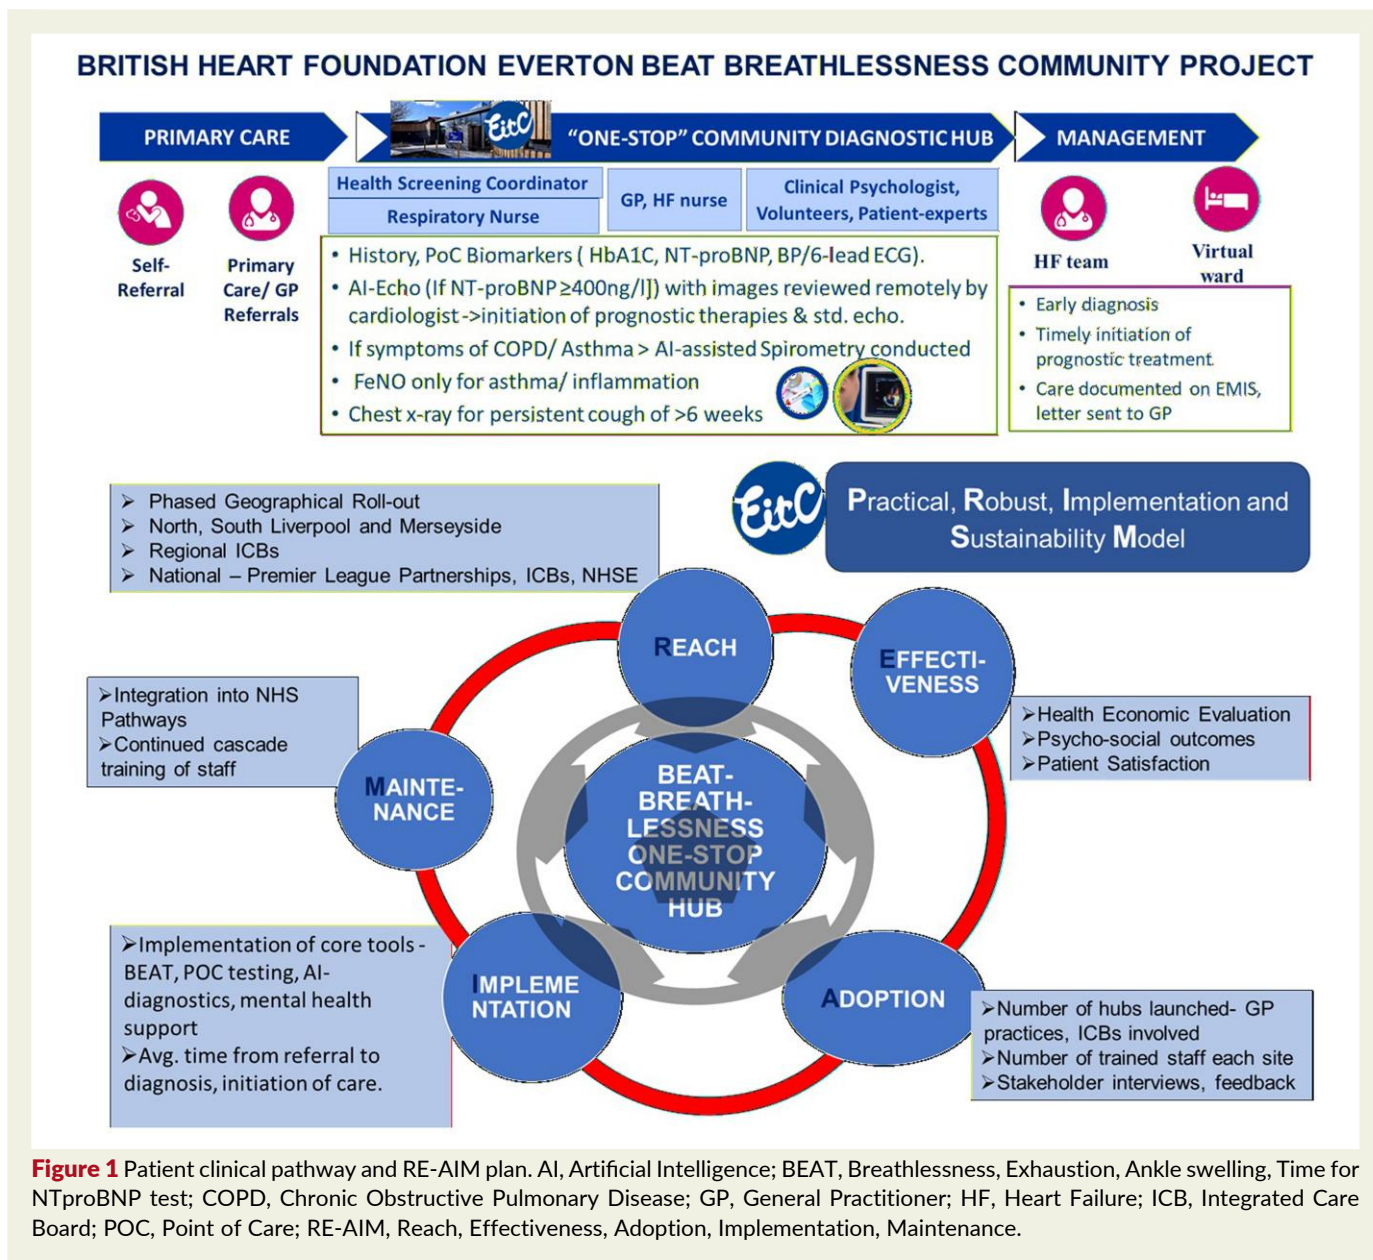 BRITISH HEART FOUNDATION EVERTON BEAT BREATHLESSNESS COMMUNITY PROJECT
PRIMARY CARE
EitC
“ONE-STOP” COMMUNITY DIAGNOSTIC HUB
MANAGEMENT
Self-
Referral
Primary
Care/ GP
Referrals
Health Screening Coordinator
Respiratory Nurse
GP, HF nurse
Clinical Psychologist,
Volunteers, Patient-experts
• History, PoC Biomarkers ( HbA1C, NT-proBNP, BP/6-lead ECG).
• AI-Echo (If NT-proBNP ≥400ng/l]) with images reviewed remotely by
cardiologist ->initiation of prognostic therapies & std. echo.
• If symptoms of COPD/ Asthma > AI-assisted Spirometry conducted
• FeNO only for asthma/ inflammation
• Chest x-ray for persistent cough of >6 weeks
HF team
Virtual
ward
• Early diagnosis
• Timely initiation of
prognostic treatment.
• Care documented on EMIS,
letter sent to GP
EitC
Practical, Robust, Implementation and
Sustainability Model
➢ Phased Geographical Roll-out
➢ North, South Liverpool and Merseyside
➢ Regional ICBs
➢ National – Premier League Partnerships, ICBs, NHSE
REACH
EFFECTI-
VENESS
➢Health Economic Evaluation
➢Psycho-social outcomes
➢Patient Satisfaction
➢Integration into NHS
Pathways
➢Continued cascade
training of staff
MAINTE-
NANCE
BEAT-
BREATH-
LESSNESS
ONE-STOP
COMMUNITY
HUB
➢Implementation of core tools -
BEAT, POC testing, AI-
diagnostics, mental health
support
➢Avg. time from referral to
diagnosis, initiation of care.
IMPLEME
NTATION
ADOPTION
➢Number of hubs launched- GP
practices, ICBs involved
➢Number of trained staff each site
➢Stakeholder interviews, feedback
Figure 1 Patient clinical pathway and RE-AIM plan. AI, Artificial Intelligence; BEAT, Breathlessness, Exhaustion, Ankle swelling, Time for
NTproBNP test; COPD, Chronic Obstructive Pulmonary Disease; GP, General Practitioner; HF, Heart Failure; ICB, Integrated Care
Board; POC, Point of Care; RE-AIM, Reach, Effectiveness, Adoption, Implementation, Maintenance.